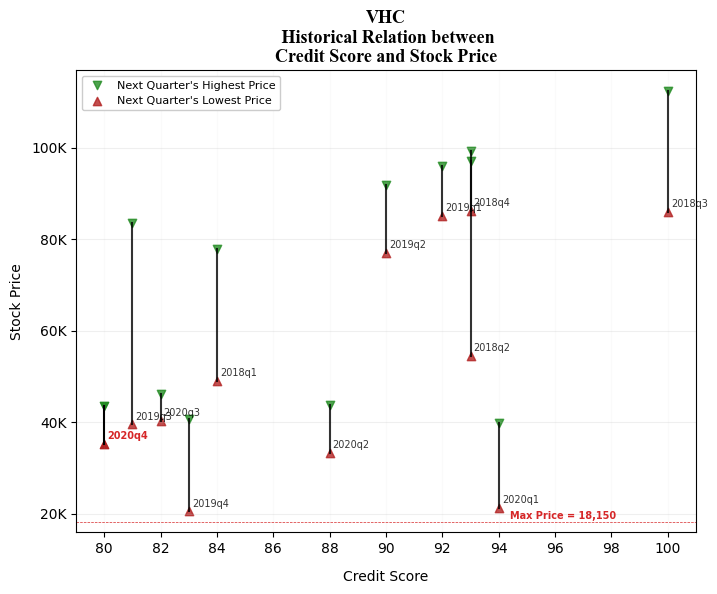 VHC
Historical Relation between
Credit Score and Stock Price
Next Quarter's Highest Price
Next Quarter's Lowest Price
100K
80K
60K
40K
20K
Stock Price
2018q3
2018q4
2019q1
2019q2
2018q2
2018q1
2020q3
2019q3
2020q4
2020q2
2019q4
2020q1
Max Price = 18,150
80 82 84 86 88 90 92 94 96 98 100
Credit Score